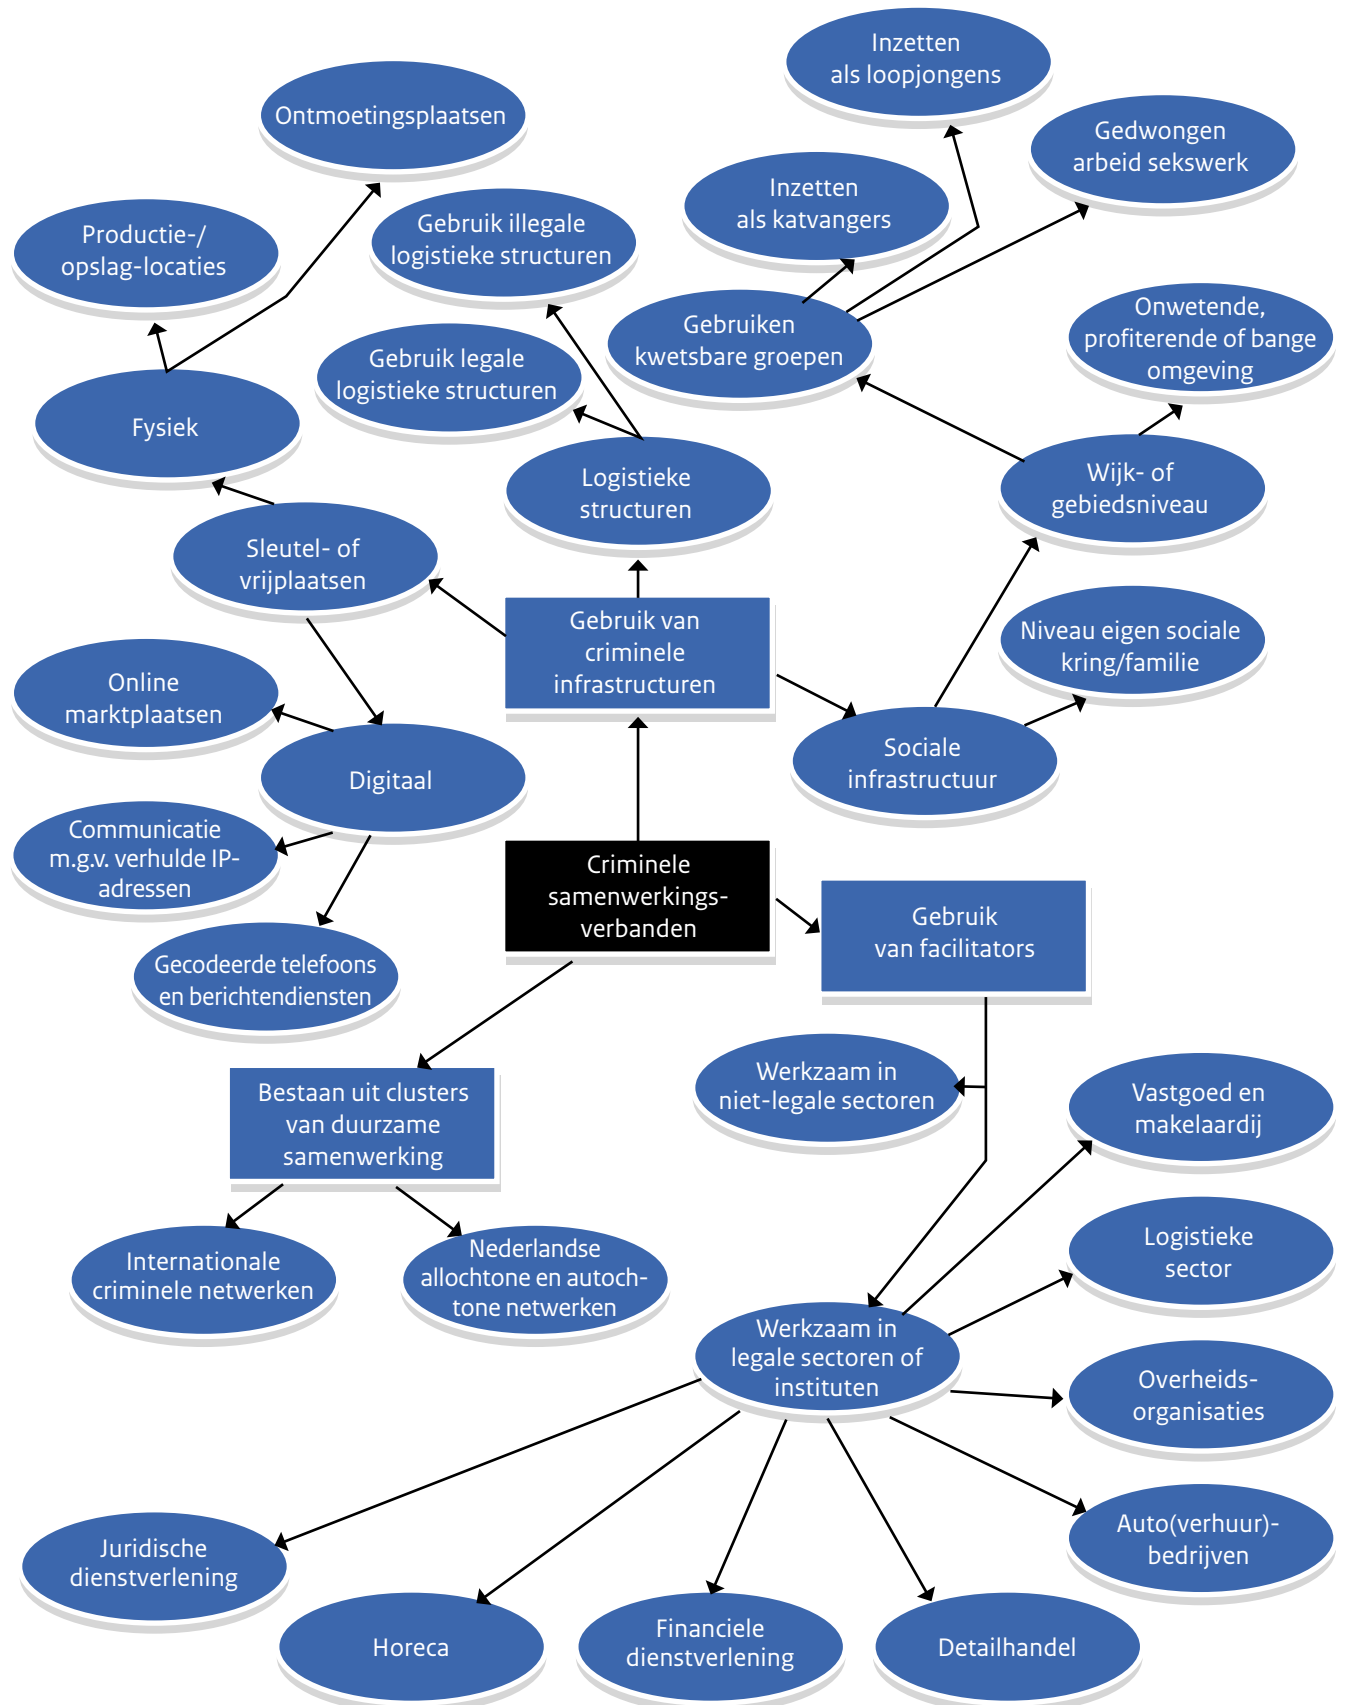 Inzetten
als loopjongens
Ontmoetingsplaatsen
Gedwongen
arbeid sekswerk
Inzetten
als katvangers
Gebruik illegale
logistieke structuren
Productie-/
opslag-locaties
Onwetende,
profiterende of bange
omgeving
Gebruiken
kwetsbare groepen
Gebruik legale
logistieke structuren
Fysiek
Logistieke
structuren
Wijk- of
gebiedsniveau
Sleutel- of
vrijplaatsen
Gebruik van
criminele
infrastructuren
Niveau eigen sociale
kring/familie
Online
marktplaatsen
Sociale
infrastructuur
Digitaal
Communicatie
m.g.v. verhulde IP-
adressen
Criminele
samenwerkings-
verbanden
Gebruik
van facilitators
Gecodeerde telefoons
en berichtendiensten
Werkzaam in
niet-legale sectoren
Vastgoed en
makelaardij
Bestaan uit clusters
van duurzame
samenwerking
Logistieke
sector
Internationale
criminele netwerken
Nederlandse
allochtone en autoch-
tone netwerken
Werkzaam in
legale sectoren of
instituten
Overheids-
organisaties
Auto(verhuur)-
bedrijven
Juridische
dienstverlening
Horeca
Financiele
dienstverlening
Detailhandel